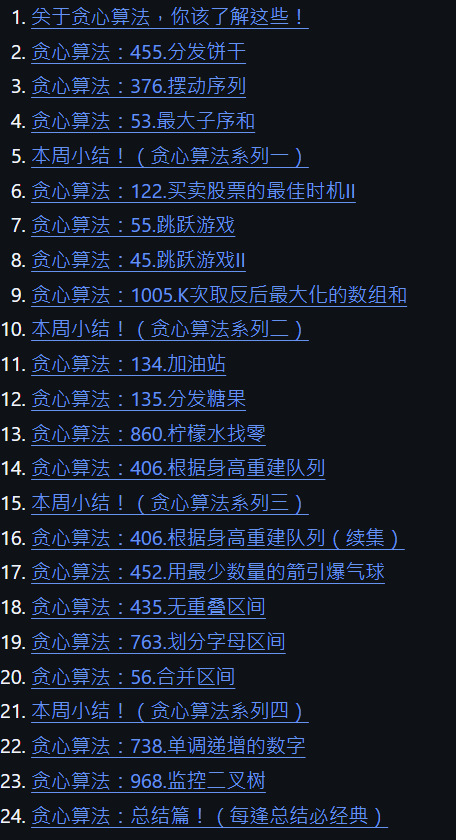 1. 关于贪心算法，你该了解这些！
2. 贪心算法：455.分发饼干
3. 贪心算法：376.摆动序列
4. 贪心算法：53.最大子序和
5. 本周小结！（贪心算法系列一）
6. 贪心算法：122.买卖股票的最佳时机II
7. 贪心算法：55.跳跃游戏
8. 贪心算法：45.跳跃游戏II
9. 贪心算法：1005.K次取反后最大化的数组和
10. 本周小结！（贪心算法系列二）
11. 贪心算法：134.加油站
12. 贪心算法：135.分发糖果
13. 贪心算法：860.柠檬水找零
14. 贪心算法：406.根据身高重建队列
15. 本周小结！（贪心算法系列三）
16. 贪心算法：406.根据身高重建队列（续集）
17. 贪心算法：452.用最少数量的箭引爆气球
18. 贪心算法：435.无重叠区间
19. 贪心算法：763.划分字母区间
20. 贪心算法：56.合并区间
21. 本周小结！（贪心算法系列四）
22. 贪心算法：738.单调递增的数字
23. 贪心算法：968.监控二叉树
24. 贪心算法：总结篇！（每逢总结必经典）